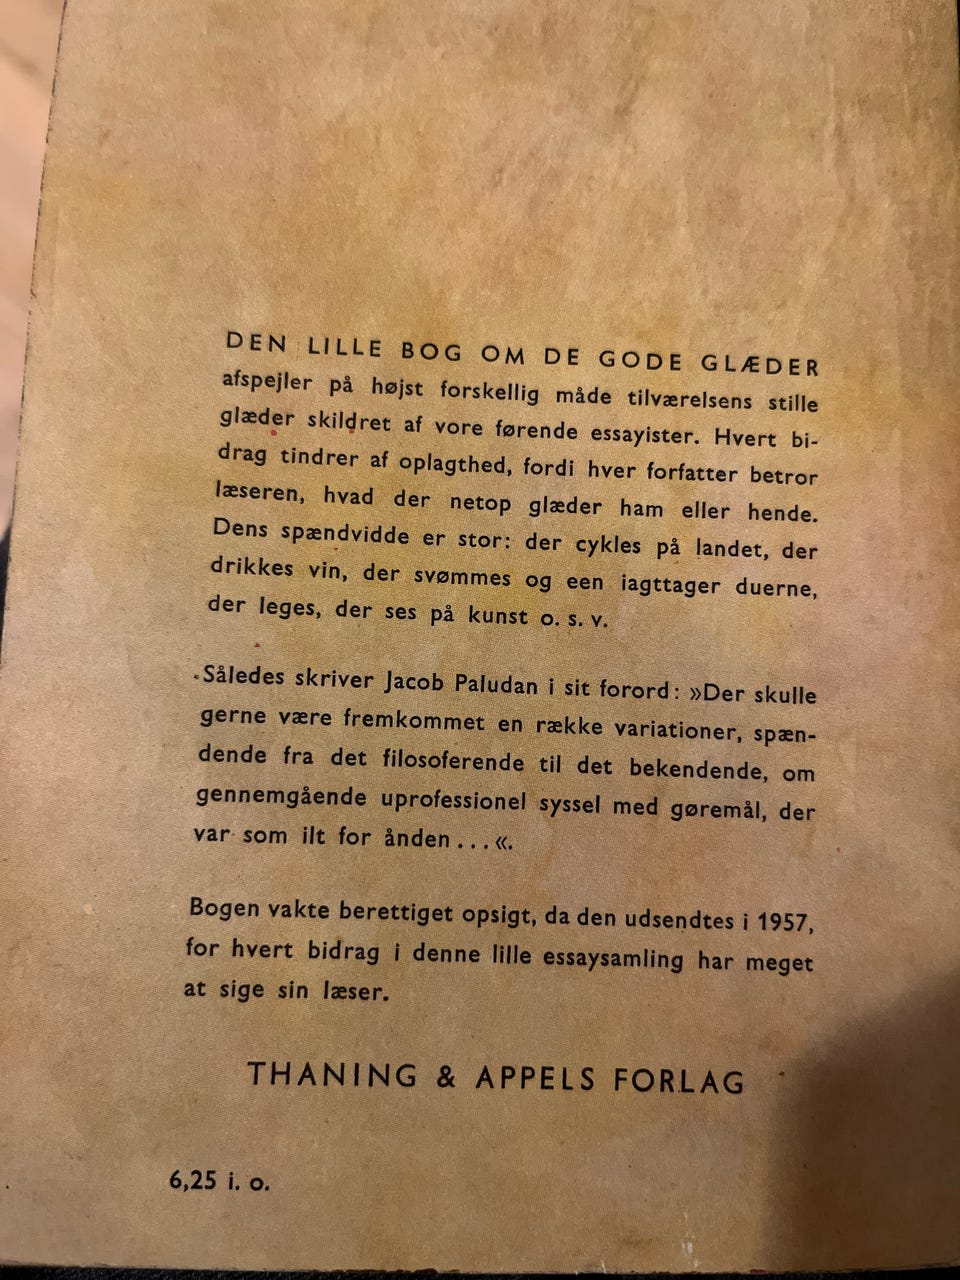 DEN LILLE BOG OM DE GODE GLÆDER
afspejler på højst forskellig måde tilværelsens stille
glæder skildret af vore førende essayister. Hvert bi-
drag tindrer af oplagthed, fordi hver forfatter betror
læseren, hvad der netop glæder ham eller hende.
Dens spændvidde er stor: der cykles på landet, der
drikkes vin, der svømmes og een iagttager duerne,
der leges, der ses på kunst o. s. v.
Således skriver Jacob Paludan i sit forord: »Der skulle
gerne være fremkommet en række variationer, spæn-
dende fra det filosoferende til det bekendende, om
gennemgående uprofessionel syssel med gøremål, der
var som ilt for ånden . . . «.
Bogen vakte berettiget opsigt, da den udsendtes i 1957,
for hvert bidrag i denne lille essaysamling har meget
at sige sin læser.
THANING & APPELS FORLAG
6,25 i. o.